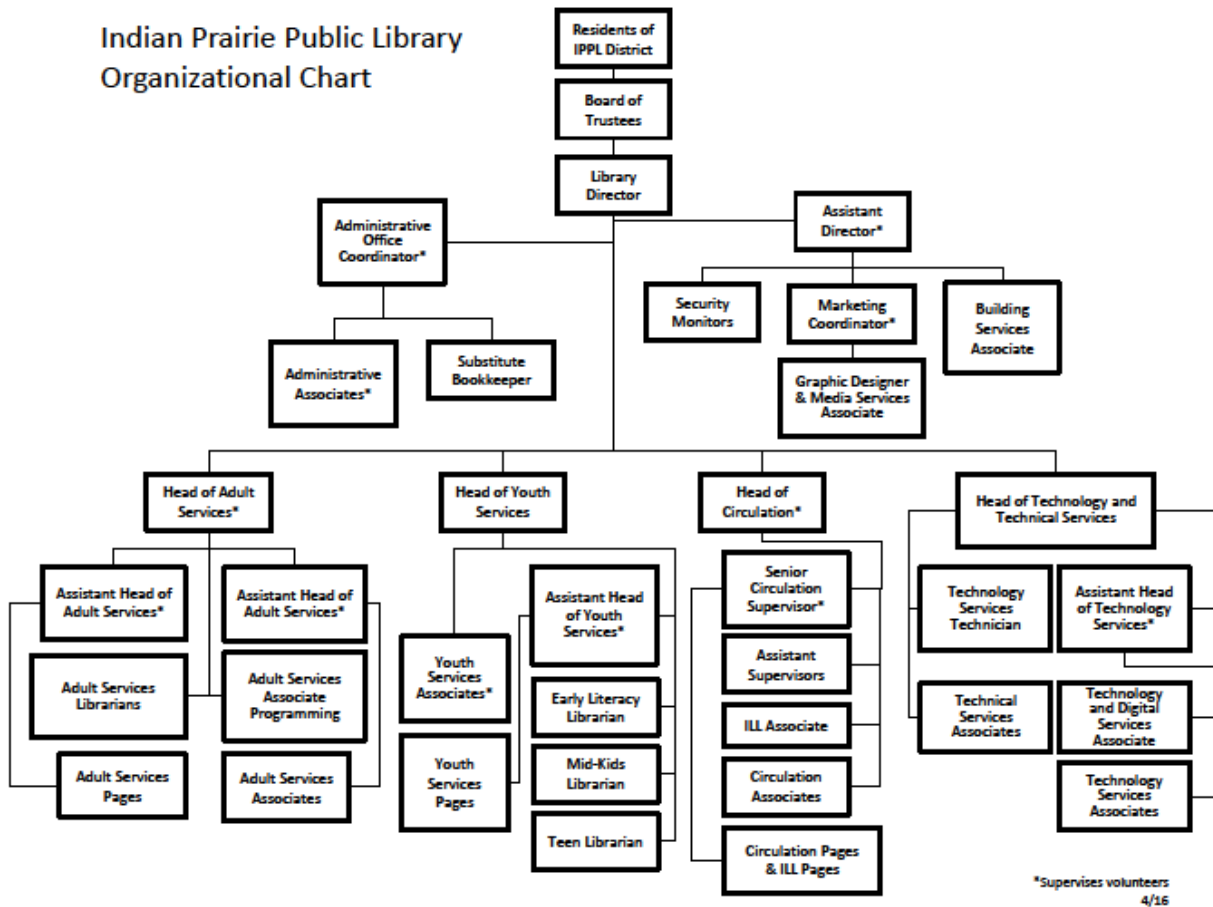 Indian Prairie Public Library
Organizational Chart
Residents of
IPPL District
Board of
Trustees
Library
Director
Administrative
Office
Coordinator*
Assistant
Director*
Security
Monitors
Marketing
Coordinator*
Building
Services
Associate
Administrative
Associates*
Substitute
Bookkeeper
Graphic Designer
& Media Services
Associate
Head of Adult
Services*
Head of Youth
Services
Head of
Circulation*
Head of Technology and
Technical Services
Assistant Head of
Adult Services*
Assistant Head of
Adult Services*
Adult Services
Librarians
Adult Services
Associate
Programming
Adult Services
Pages
Adult Services
Associates
Youth
Services
Associates*
Youth
Services
Pages
Assistant Head
of Youth
Services*
Early Literacy
Librarian
Mid-Kids
Librarian
Teen Librarian
Senior
Circulation
Supervisor*
Assistant
Supervisors
ILL Associate
Circulation
Associates
Circulation Pages
& ILL Pages
Technology
Services
Technician
Assistant Head
of Technology
Services*
Technical
Services
Associates
Technology
and Digital
Services
Associate
Technology
Services
Associates
*Supervises volunteers
4/16